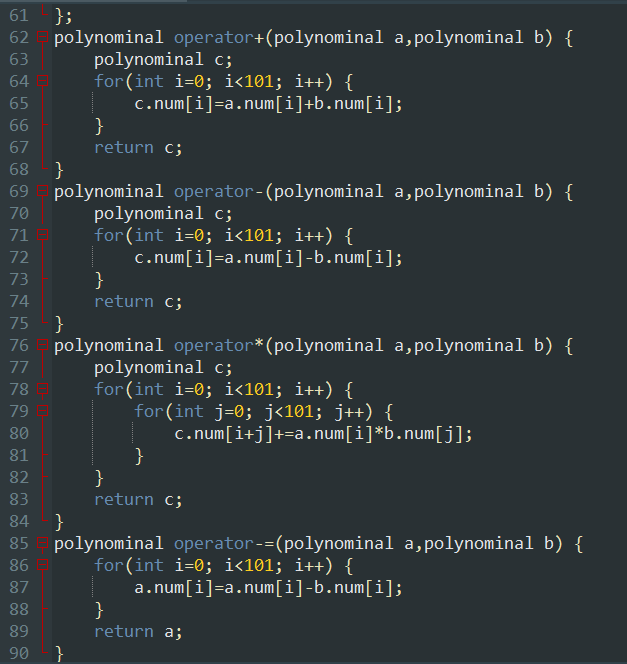 61 };
62 polynominal operator+(polynominal a,polynominal b) {
63     polynominal c;
64     for(int i=0; i<101; i++) {
65         c.num[i]=a.num[i]+b.num[i];
66     }
67     return c;
68 }
69 polynominal operator-(polynominal a,polynominal b) {
70     polynominal c;
71     for(int i=0; i<101; i++) {
72         c.num[i]=a.num[i]-b.num[i];
73     }
74     return c;
75 }
76 polynominal operator*(polynominal a,polynominal b) {
77     polynominal c;
78     for(int i=0; i<101; i++) {
79         for(int j=0; j<101; j++) {
80             c.num[i+j]+=a.num[i]*b.num[j];
81         }
82     }
83     return c;
84 }
85 polynominal operator-=(polynominal a,polynominal b) {
86     for(int i=0; i<101; i++) {
87         a.num[i]=a.num[i]-b.num[i];
88     }
89     return a;
90 }